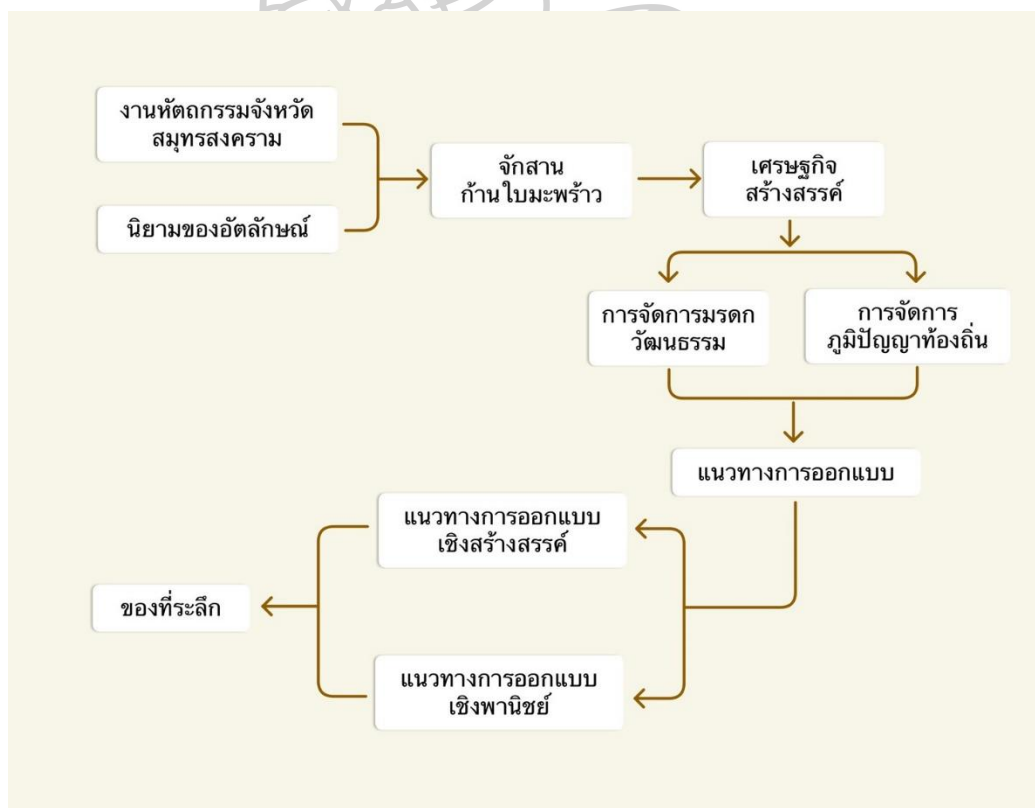 งานหัตถกรรมจังหวัด
สมุทรสงคราม
นิยามของอัตลักษณ์
จักสาน
ก้านใบมะพร้าว
เศรษฐกิจ
สร้างสรรค์
การจัดการมรดก
วัฒนธรรม
การจัดการ
ภูมิปัญญาท้องถิ่น
แนวทางการออกแบบ
แนวทางการออกแบบ
เชิงสร้างสรรค์
แนวทางการออกแบบ
เชิงพานิชย์
ของที่ระลึก